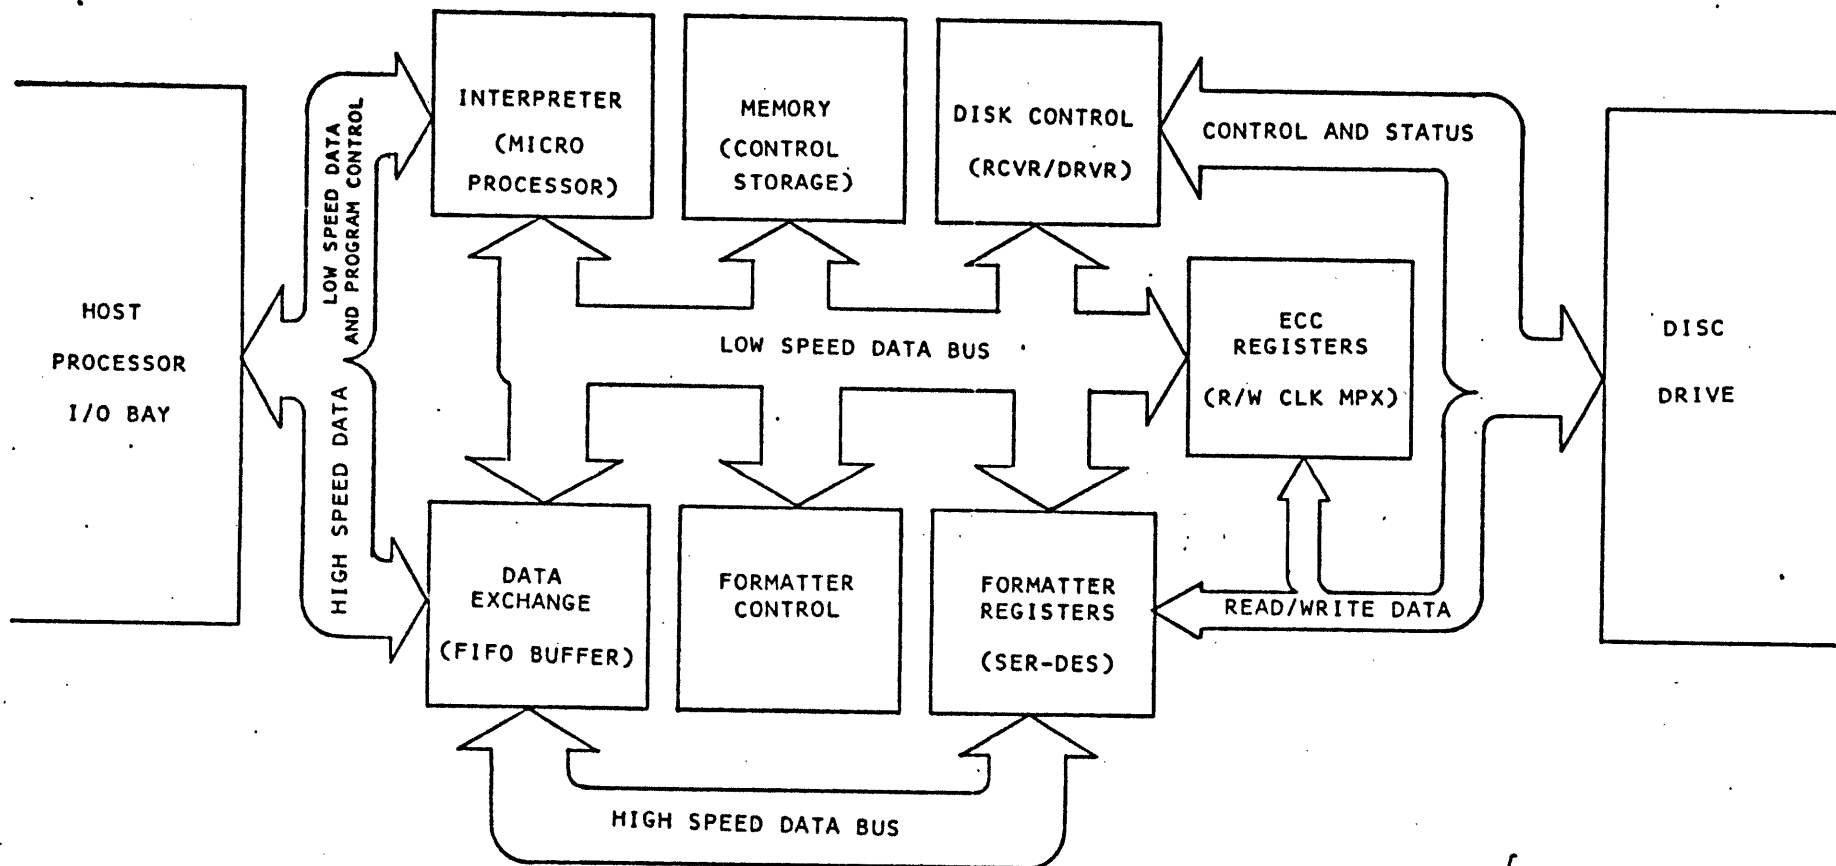 HOST
PROCESSOR
I/O BAY
LOW SPEED DATA
AND PROGRAM CONTROL
HIGH SPEED DATA
INTERPRETER
(MICRO
PROCESSOR)
MEMORY
(CONTROL
STORAGE)
DISK CONTROL
(RCVR/DRVR)
CONTROL AND STATUS
LOW SPEED DATA BUS
ECC
REGISTERS
(R/W CLK MPX)
DISC
DRIVE
DATA
EXCHANGE
(FIFO BUFFER)
FORMATTER
CONTROL
FORMATTER
REGISTERS
(SER-DES)
READ/WRITE DATA
HIGH SPEED DATA BUS